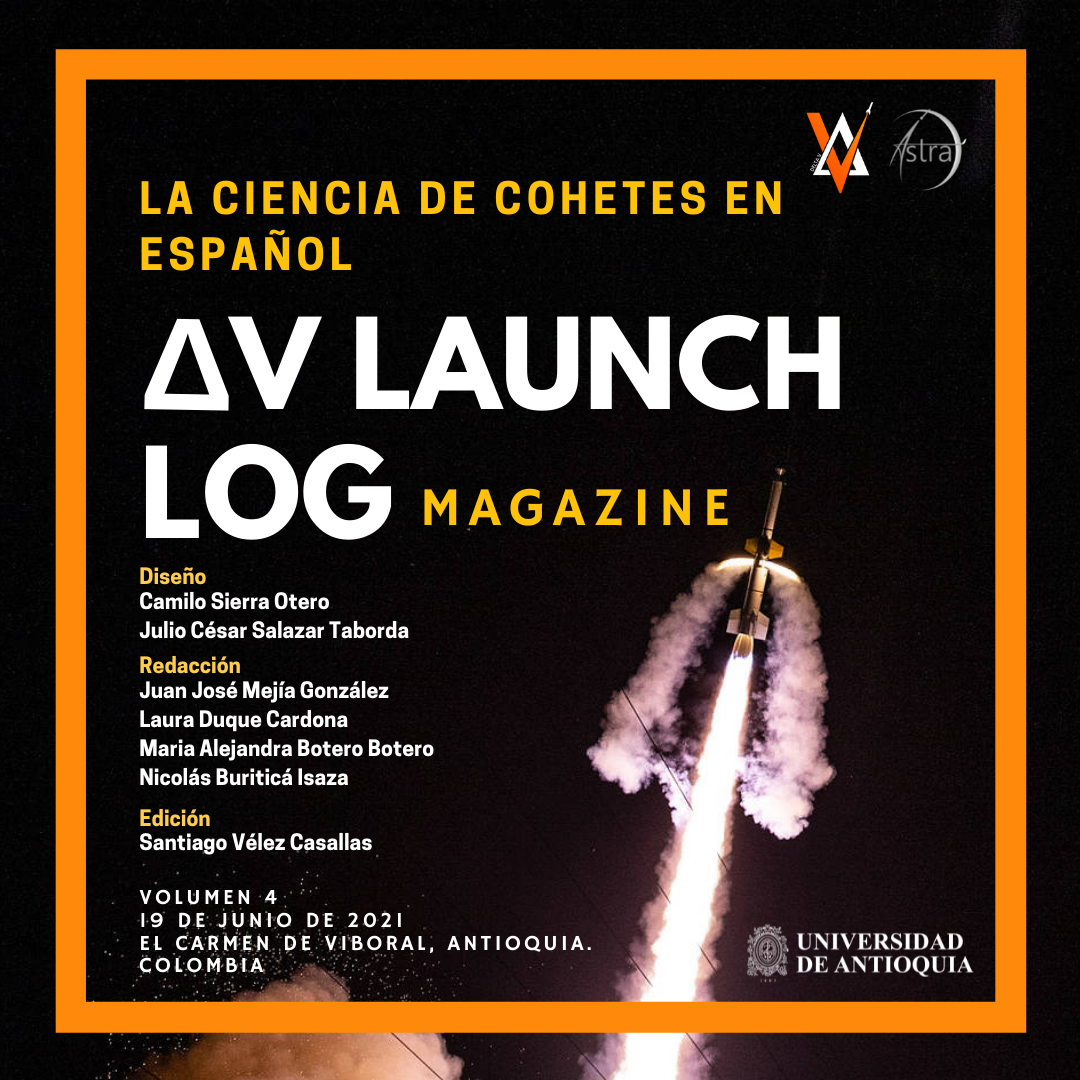 LA CIENCIA DE COHETES EN
ESPAÑOL
ΔV LAUNCH
LOG MAGAZINE
Diseño
Camilo Sierra Otero
Julio César Salazar Taborda
Redacción
Juan José Mejía González
Laura Duque Cardona
Maria Alejandra Botero Botero
Nicolás Buriticá Isaza
Edición
Santiago Vélez Casallas
VOLUMEN 4
19 DE JUNIO DE 2021
EL CARMEN DE VIBORAL, ANTIOQUIA.
COLOMBIA
Astra
UNIVERSIDAD
DE ANTIOQUIA